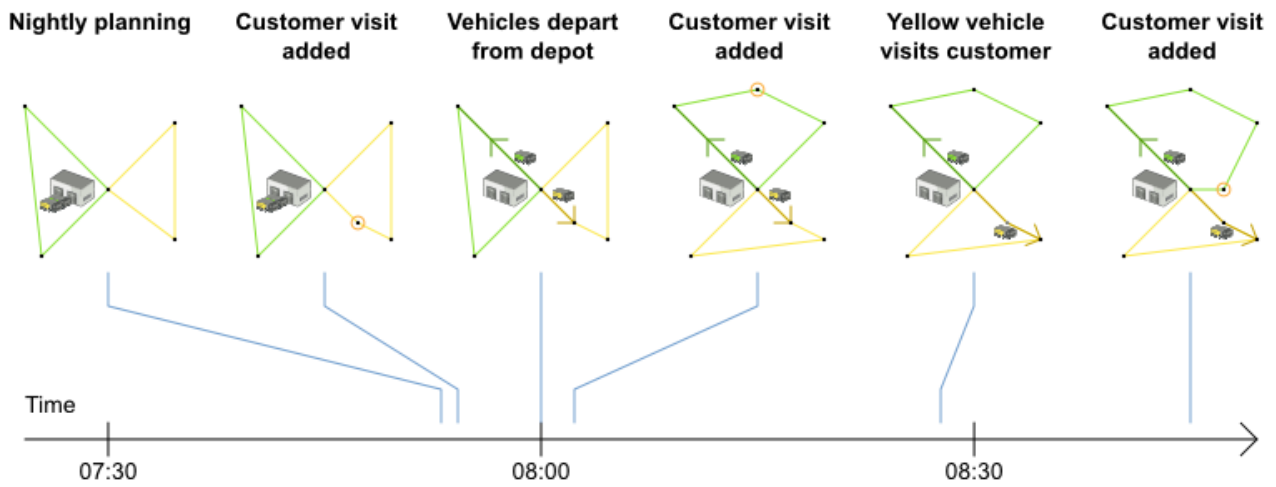 Nightly planning
Customer visit
added
Vehicles depart
from depot
Customer visit
added
Yellow vehicle
visits customer
Customer visit
added
Time
07:30
08:00
08:30